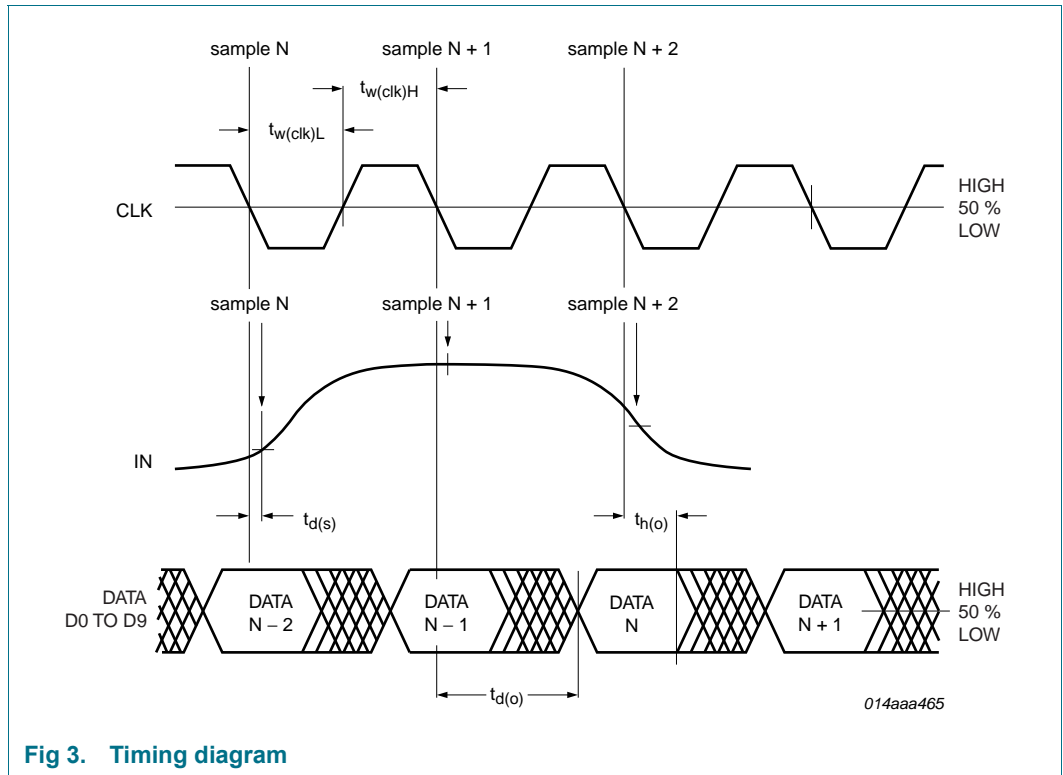 sample N sample N + 1 sample N + 2
tw(clk)H
tw(clk)L
CLK
HIGH
50 %
LOW
sample N sample N + 1 sample N + 2
IN
td(s)
th(o)
DATA
D0 TO D9
DATA
N − 2
DATA
N − 1
DATA
N
DATA
N + 1
HIGH
50 %
LOW
td(o)
014aaa465
Fig 3. Timing diagram